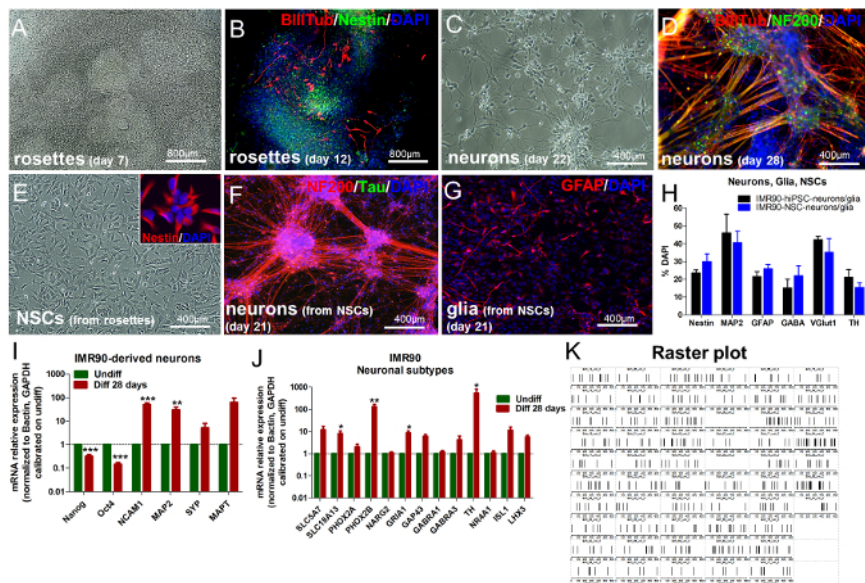 A
rosettes (day 7)
800µm
B
BIIITub/Nestin/DAPI
rosettes (day 12)
800µm
C
neurons (day 22)
400µm
D
BIIITub/NF200/DAPI
neurons (day 28)
400µm
E
Nestin/DAPI
NSCs (from rosettes)
400µm
F
NF200/Tau/DAPI
neurons (from NSCs)
(day 21)
400µm
G
GFAP/DAPI
glia (from NSCs)
(day 21)
400µm
H
Neurons, Glia, NSCs
IMR90-hiPSC-neurons/glia
IMR90-NSC-neurons/glia
% DAPI
60
40
20
0
Nestin
MAP2
GFAP
GABA
VGlut1
TH
I
IMR90-derived neurons
Undiff
Diff 28 days
mRNA relative expression
(normalized to Bactin, GAPDH
calibrated on undiff)
1000
100
10
1
0.1
0.01
***
***
***
**
Nanog
Oct4
NCAM1
MAP2
SYP
MAPT
J
IMR90
Neuronal subtypes
Undiff
Diff 28 days
mRNA relative expression
(normalized to Bactin, GAPDH
calibrated on undiff)
1000
100
10
1
0.1
0.01
*
**
*
*
SLC5A7
SLC18A13
PHOX2A
PHOX2B
NARG2
GRIA1
GAP43
GABRA1
GABRA3
TH
NR4A1
ISL1
LHX3
K
Raster plot